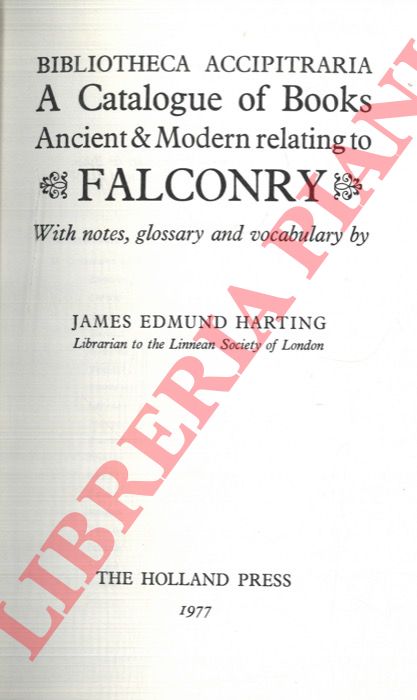 BIBLIOTHECA ACCIPITRARIA
A Catalogue of Books
Ancient & Modern relating to
FALCONRY
With notes, glossary and vocabulary by
JAMES EDMUND HARTING
Librarian to the Linnean Society of London
THE HOLLAND PRESS
1977
LIBRERIA PIANI